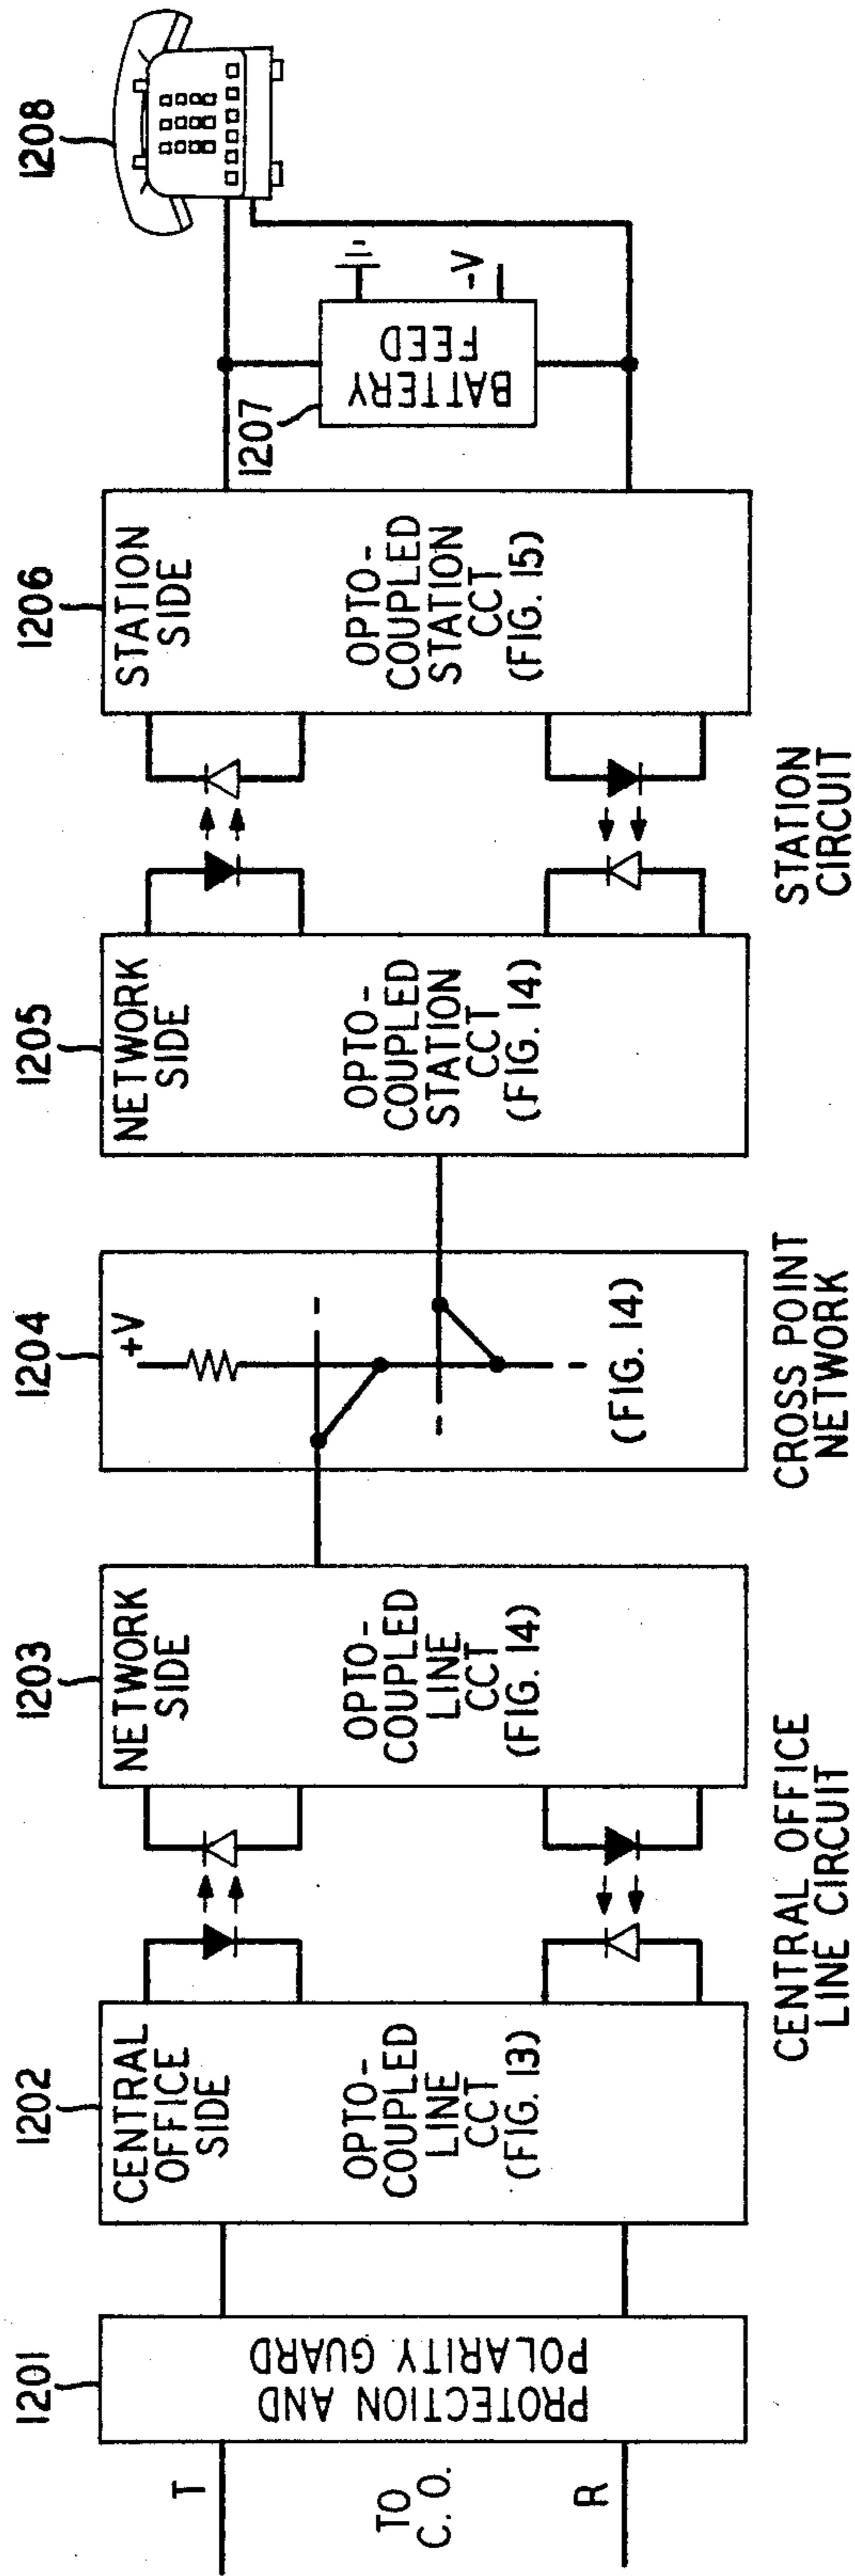 1201
T
TO
C. O.
R
PROTECTION AND
POLARITY GUARD
1202
CENTRAL
OFFICE
SIDE
OPTO-
COUPLED
LINE
CCT
(FIG. 13)
1203
NETWORK
SIDE
OPTO-
COUPLED
LINE
CCT
(FIG. 14)
CENTRAL OFFICE
LINE CIRCUIT
1204
+V
(FIG. 14)
CROSS POINT
NETWORK
1205
NETWORK
SIDE
OPTO-
COUPLED
STATION
CCT
(FIG. 14)
1206
STATION
SIDE
OPTO-
COUPLED
STATION
CCT
(FIG. 15)
STATION
CIRCUIT
1207
BATTERY
FEED
-V
1208